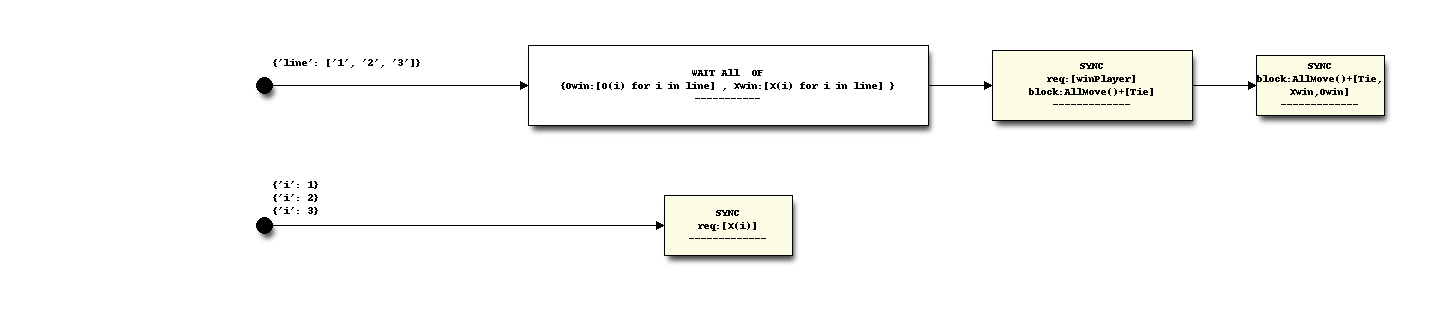 {'line': ['1', '2', '3']}
WAIT All  OF
{Owin:[O(i) for i in line] , Xwin:[X(i) for i in line] }
-----------
SYNC
req:[winPlayer]
block:AllMove()+[Tie]
-------------
SYNC
block:AllMove()+[Tie,
Xwin,Owin]
-------------
{'i': 1}
{'i': 2}
{'i': 3}
SYNC
req:[X(i)]
-------------